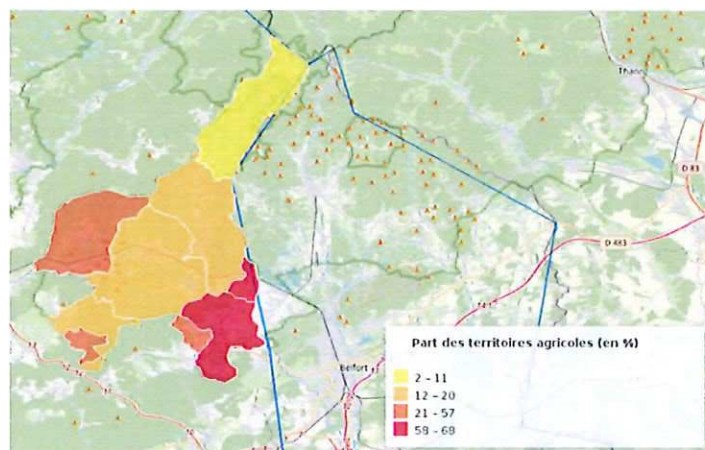 Thann
D 83
D 483
Belfort
Part des territoires agricoles (en %)
2 - 11
12 - 20
21 - 57
58 - 68